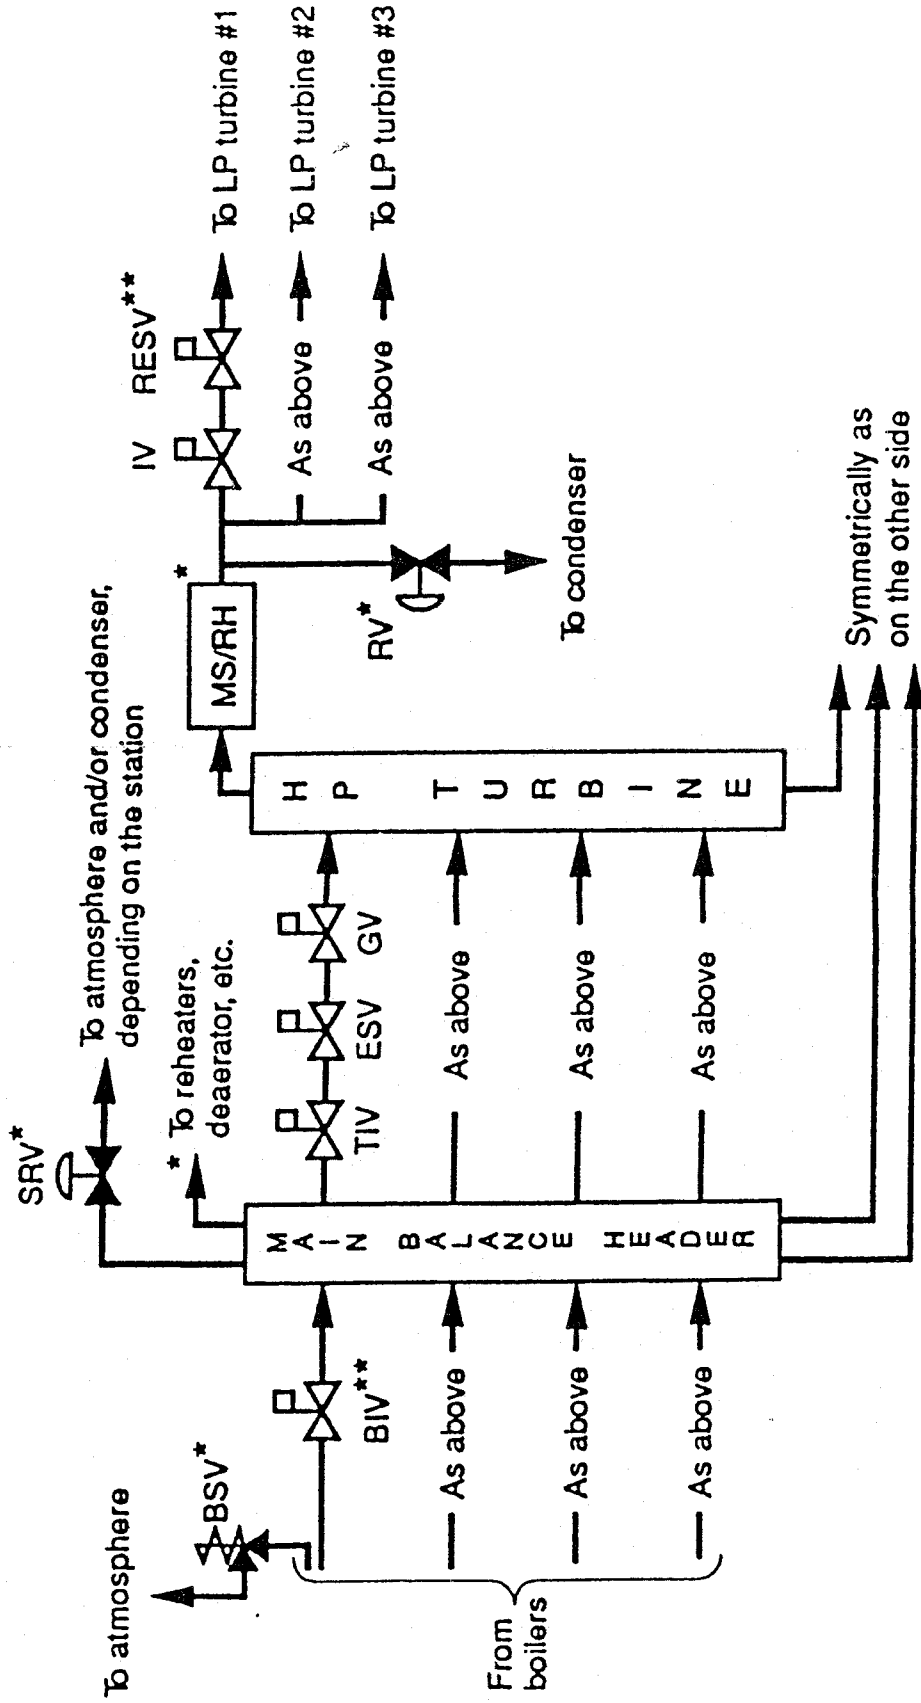 To atmosphere
BSV*
From
boilers
BIV**
As above
As above
As above
SRV*
To atmosphere and/or condenser,
depending on the station
* To reheaters,
deaerator, etc.
MAIN BALANCE HEADER
TIV
ESV
GV
As above
As above
As above
HP TURBINE
MS/RH
*
RV*
To condenser
IV
RESV**
To LP turbine #1
As above
To LP turbine #2
As above
To LP turbine #3
Symmetrically as
on the other side